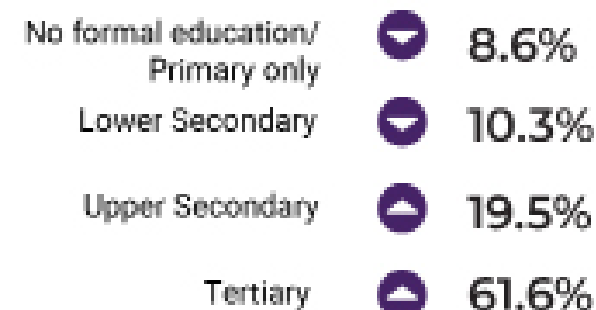 No formal education/
Primary only
8.6%
Lower Secondary
10.3%
Upper Secondary
19.5%
Tertiary
61.6%